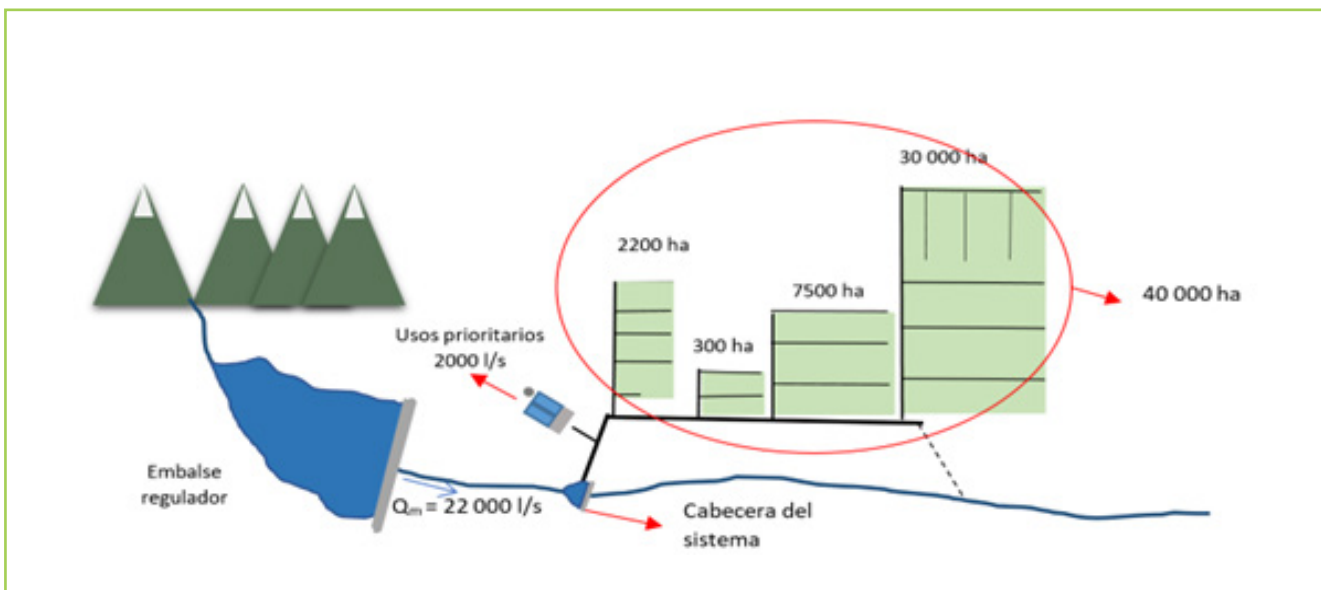 30 000 ha
2200 ha
7500 ha
40 000 ha
Usos prioritarios
2000 l/s
300 ha
Embalse
regulador
Qm = 22 000 l/s
Cabecera del
sistema